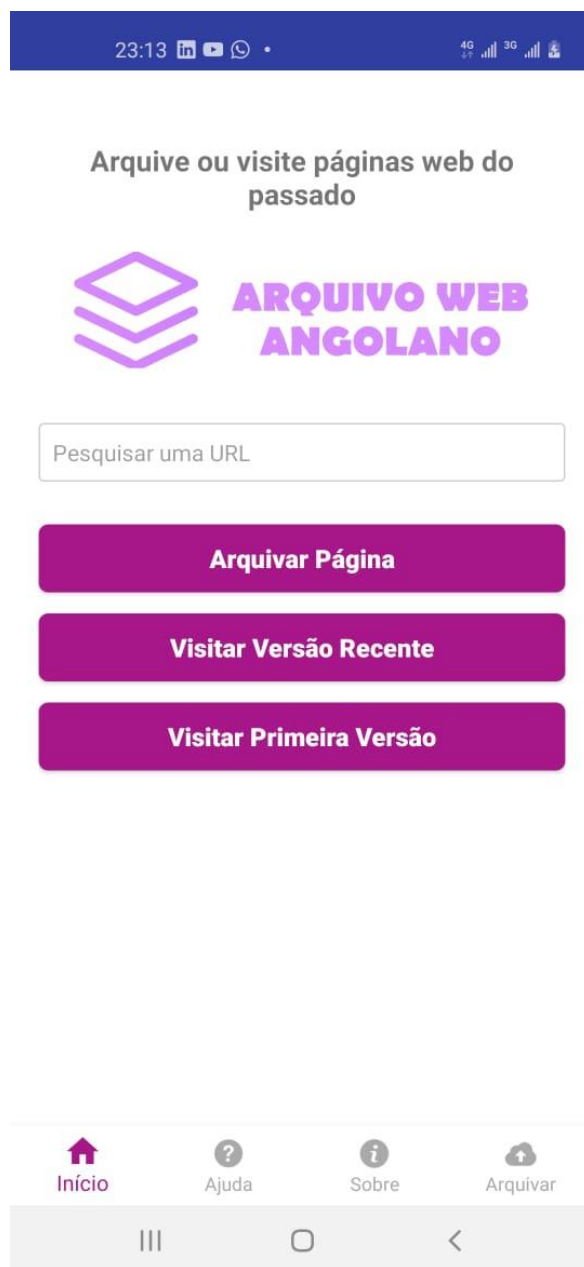 23:13 in 4G 3G
Arquive ou visite páginas web do
passado
ARQUIVO WEB
ANGOLANO
Pesquisar uma URL
Arquivar Página
Visitar Versão Recente
Visitar Primeira Versão
Início Ajuda Sobre Arquivar